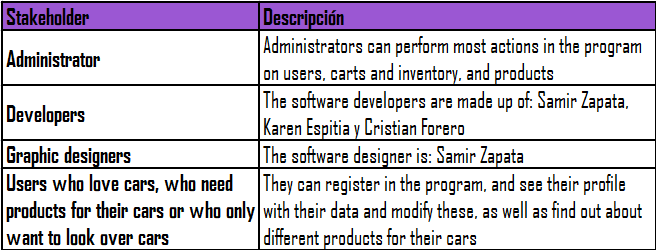 Stakeholder
Descripción
Administrator
Administrators can perform most actions in the program
on users, carts and inventory, and products
Developers
The software developers are made up of: Samir Zapata,
Karen Espitia y Cristian Forero
Graphic designers
The software designer is: Samir Zapata
Users who love cars, who need
products for their cars or who only
want to look over cars
They can register in the program, and see their profile
with their data and modify these, as well as find out about
different products for their cars